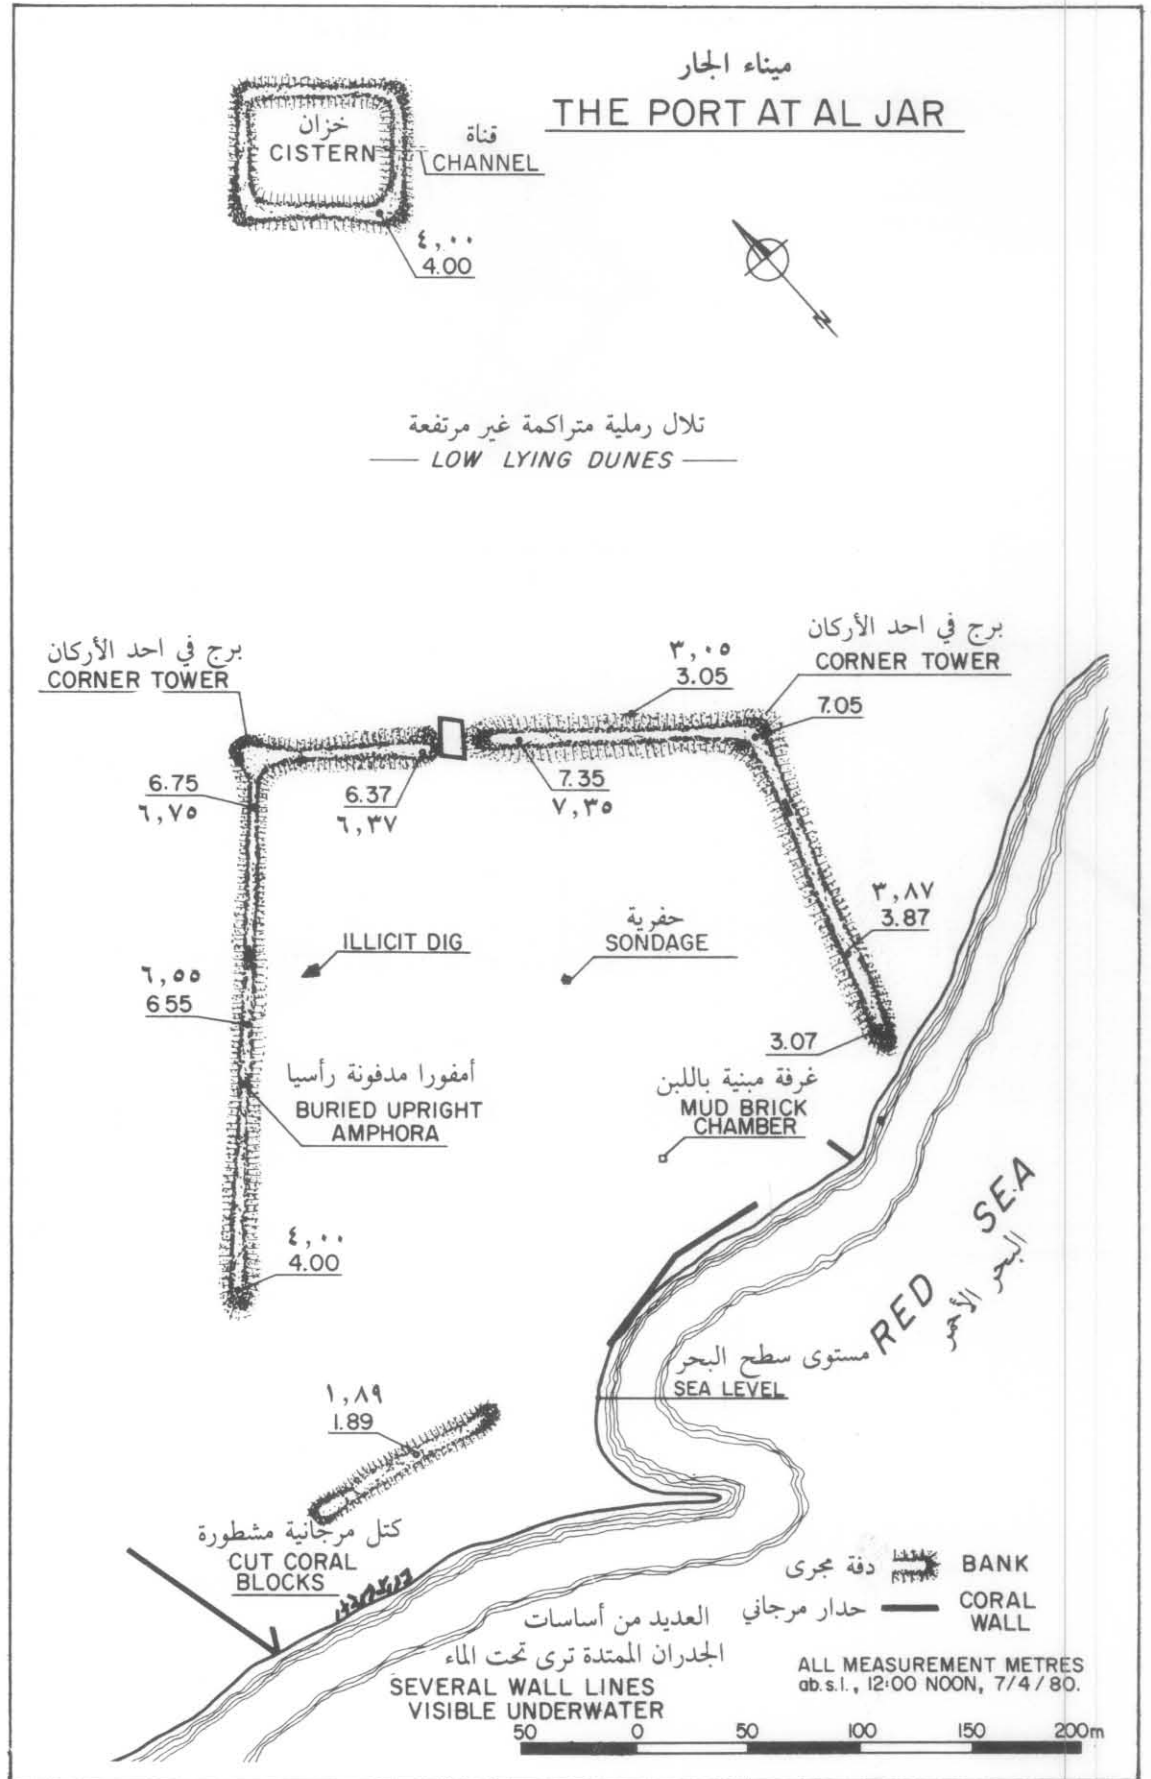 ميناء الجار
THE PORT AT AL JAR
خزان
CISTERN
قناة
CHANNEL
٤,٠٠
4.00
N
تلال رملية متراكمة غير مرتفعة
LOW LYING DUNES
برج في احد الأركان
CORNER TOWER
٣,٠٥
3.05
برج في احد الأركان
CORNER TOWER
7.05
6.75
٦,٧٥
6.37
٦,٣٧
7.35
٧,٣٥
٣,٨٧
3.87
ILLICIT DIG
حفرية
SONDAGE
٦,٥٥
6 55
3.07
أمفورا مدفونة رأسيا
BURIED UPRIGHT
AMPHORA
غرفة مبنية باللبن
MUD BRICK
CHAMBER
٤,٠٠
4.00
RED SEA
البحر الأحمر
مستوى سطح البحر
SEA LEVEL
١,٨٩
1.89
كتل مرجانية مشطورة
CUT CORAL
BLOCKS
دفة مجرى
BANK
حدار مرجاني
CORAL
WALL
العديد من أساسات
الجدران الممتدة ترى تحت الماء
SEVERAL WALL LINES
VISIBLE UNDERWATER
ALL MEASUREMENT METRES
ab.s.l., 12:00 NOON, 7/4/80.
50 0 50 100 150 200m